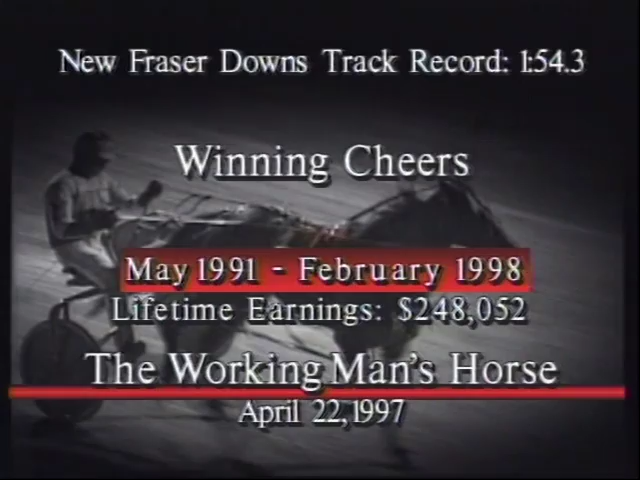 New Fraser Downs Track Record: 1:54.3
Winning Cheers
May 1991 - February 1998
Lifetime Earnings: $248,052
The Working Man's Horse
April 22, 1997